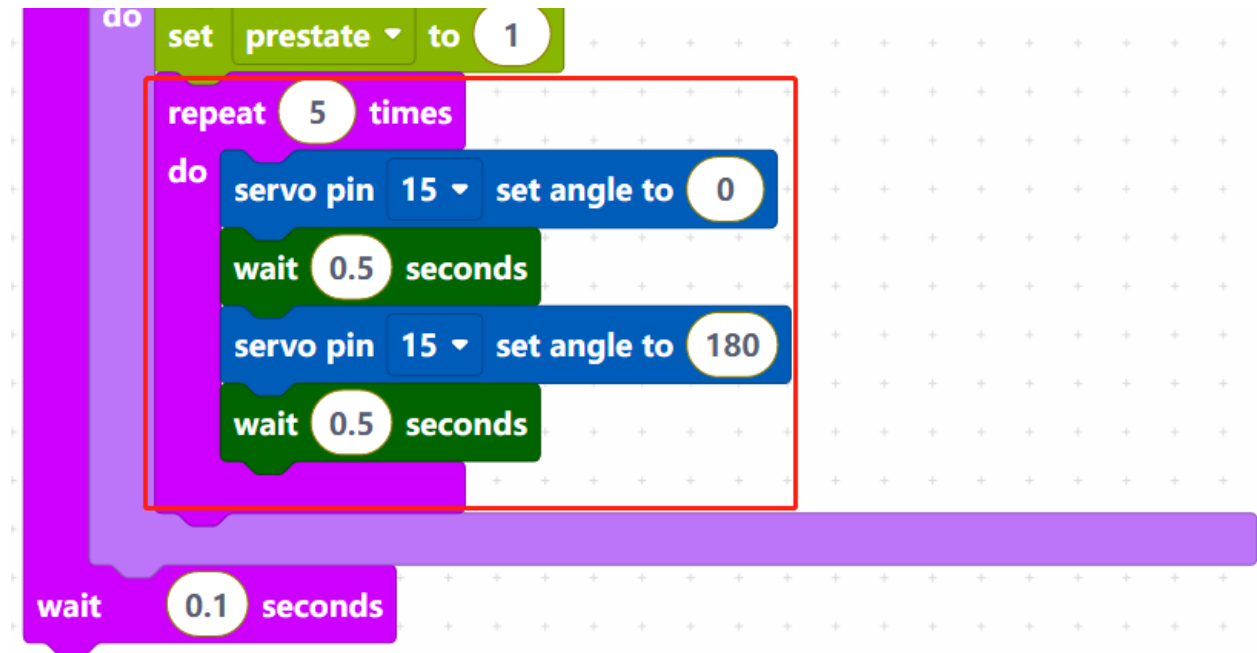 do
set prestate to 1
repeat 5 times
do
servo pin 15 set angle to 0
wait 0.5 seconds
servo pin 15 set angle to 180
wait 0.5 seconds
wait 0.1 seconds